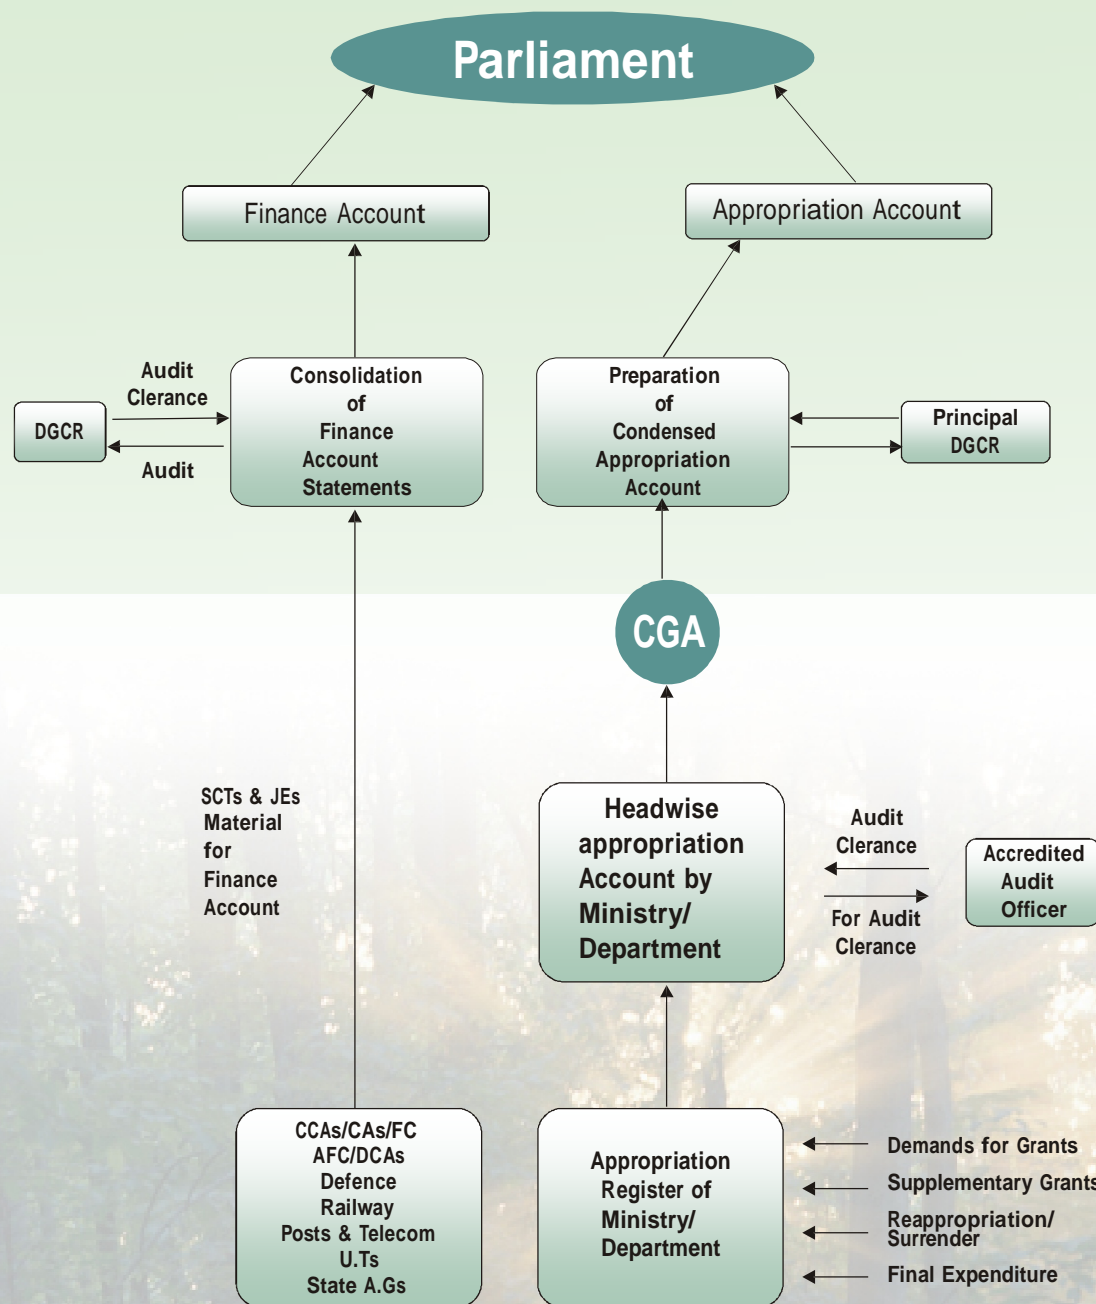 Parliament
Finance Account
Appropriation Account
Audit
Clerance
DGCR
Audit
Consolidation
of
Finance
Account
Statements
Preparation
of
Condensed
Appropriation
Account
Principal
DGCR
CGA
SCTs & JEs
Material
for
Finance
Account
Headwise
appropriation
Account by
Ministry/
Department
Audit
Clerance
For Audit
Clerance
Accredited
Audit
Officer
CCAs/CAs/FC
AFC/DCAs
Defence
Railway
Posts & Telecom
U.Ts
State A.Gs
Appropriation
Register of
Ministry/
Department
Demands for Grants
Supplementary Grants
Reappropriation/
Surrender
Final Expenditure